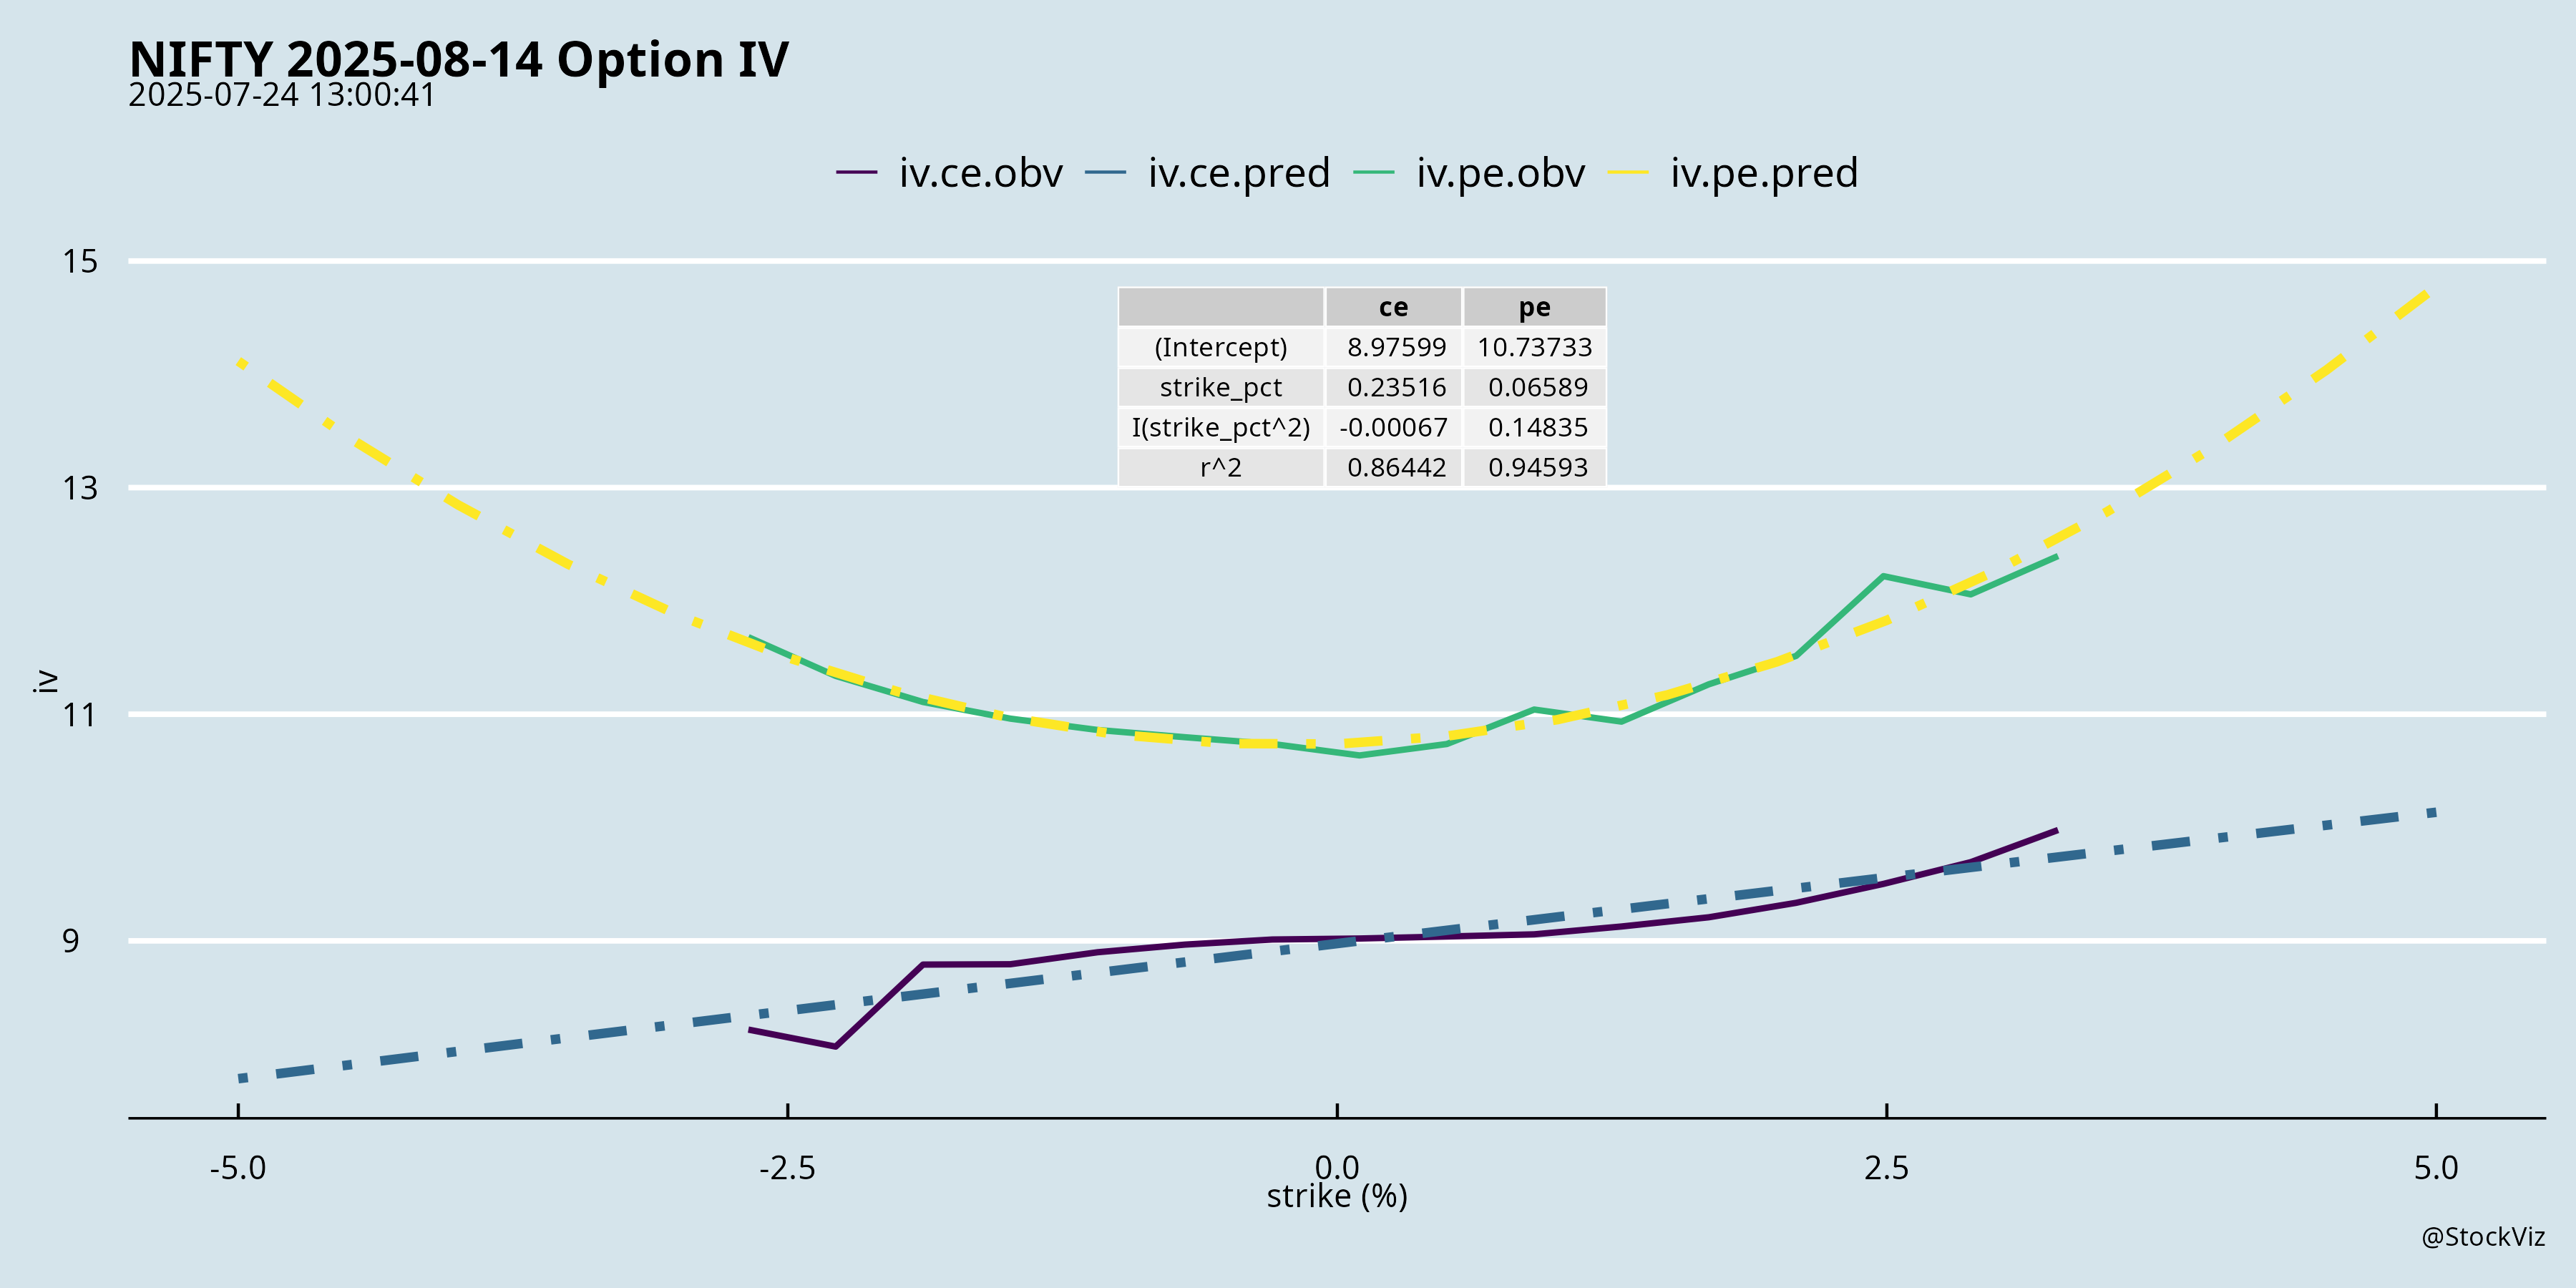 NIFTY 2025-08-14 Option IV
2025-07-24 13:00:41
iv.ce.obv iv.ce.pred iv.pe.obv iv.pe.pred
15
ce pe
(Intercept) 8.97599 10.73733
strike_pct 0.23516 0.06589
I(strike_pct^2) -0.00067 0.14835
r^2 0.86442 0.94593
13
iv
11
9
-5.0 -2.5 0.0 2.5 5.0
strike (%)
@StockViz